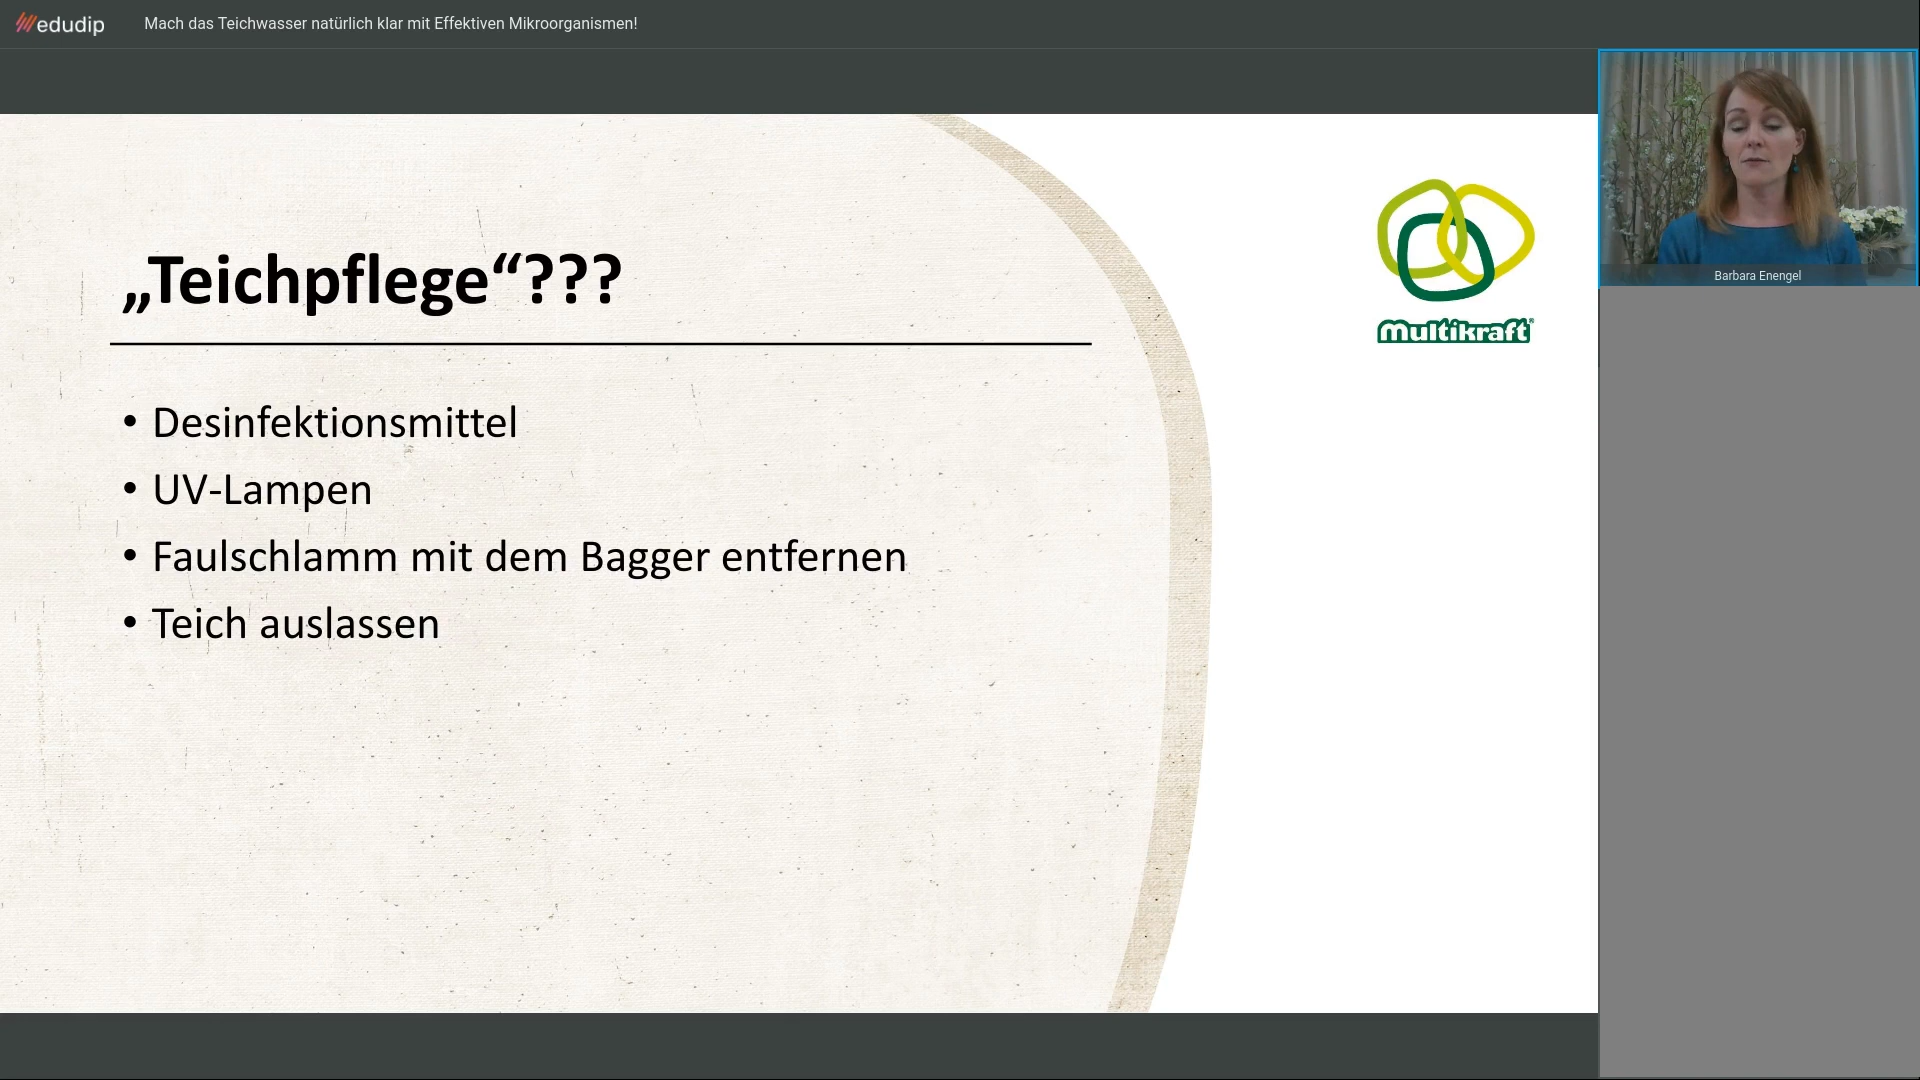 edudip
Mach das Teichwasser natürlich klar mit Effektiven Mikroorganismen!
„Teichpflege“???
• Desinfektionsmittel
• UV-Lampen
• Faulschlamm mit dem Bagger entfernen
• Teich auslassen
multikraft®
Barbara Enengel